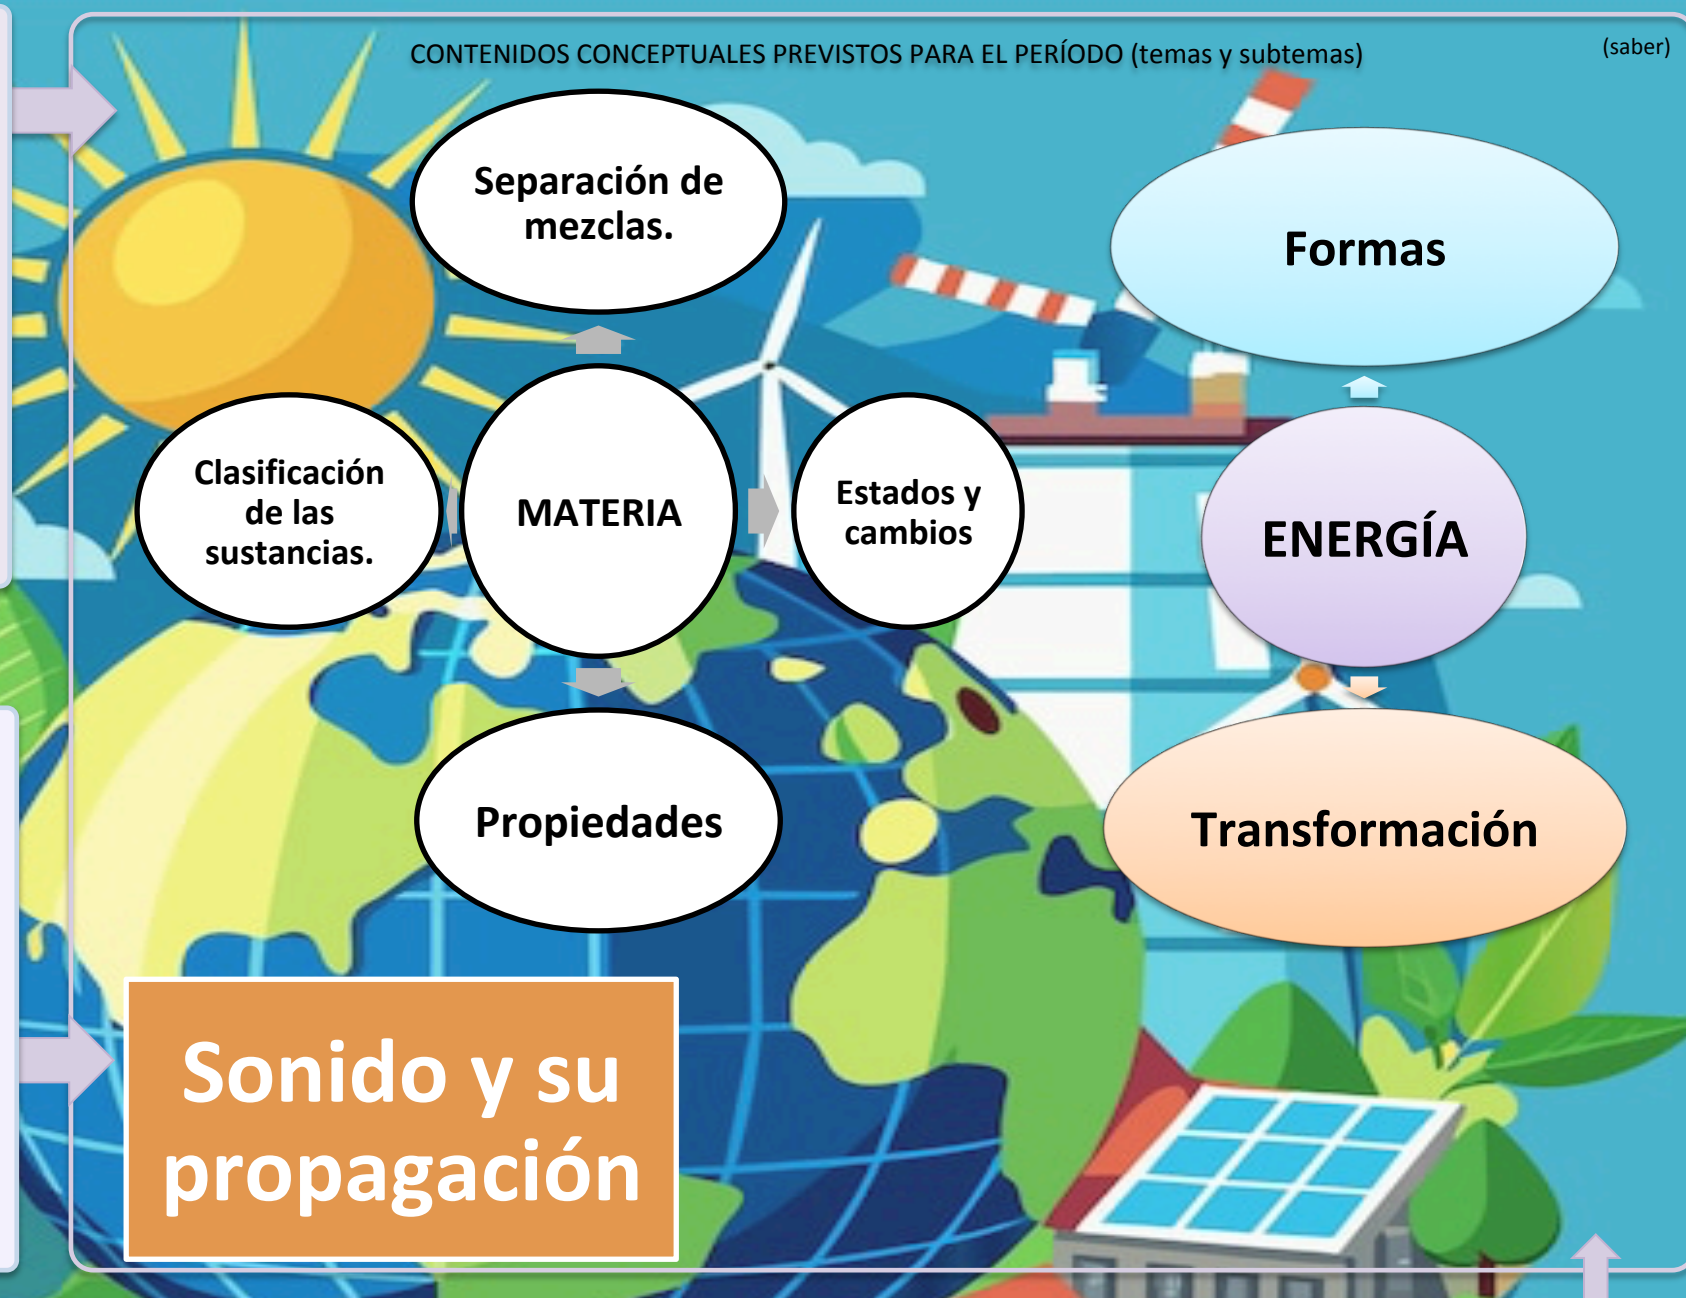 CONTENIDOS CONCEPTUALES PREVISTOS PARA EL PERÍODO (temas y subtemas)
(saber)
Separación de
mezclas.
Clasificación
de las
sustancias.
MATERIA
Estados y
cambios
Propiedades
Formas
ENERGÍA
Transformación
Sonido y su
propagación